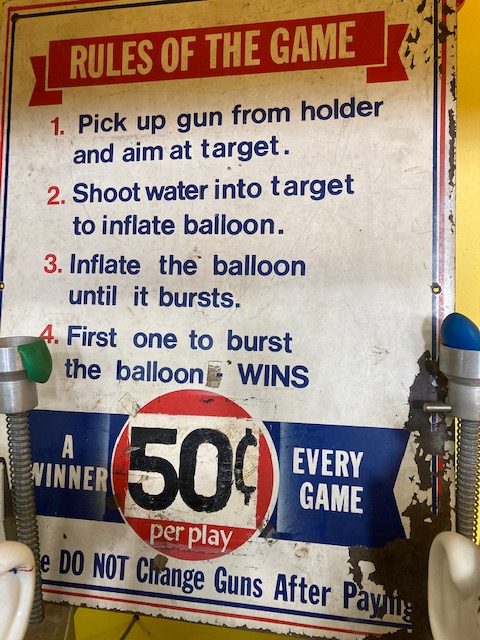 RULES OF THE GAME
1. Pick up gun from holder
and aim at target.
2. Shoot water into target
to inflate balloon.
3. Inflate the balloon
until it bursts.
4. First one to burst
the balloon - WINS
A
WINNER
50¢
per play
EVERY
GAME
DO NOT Change Guns After Paying